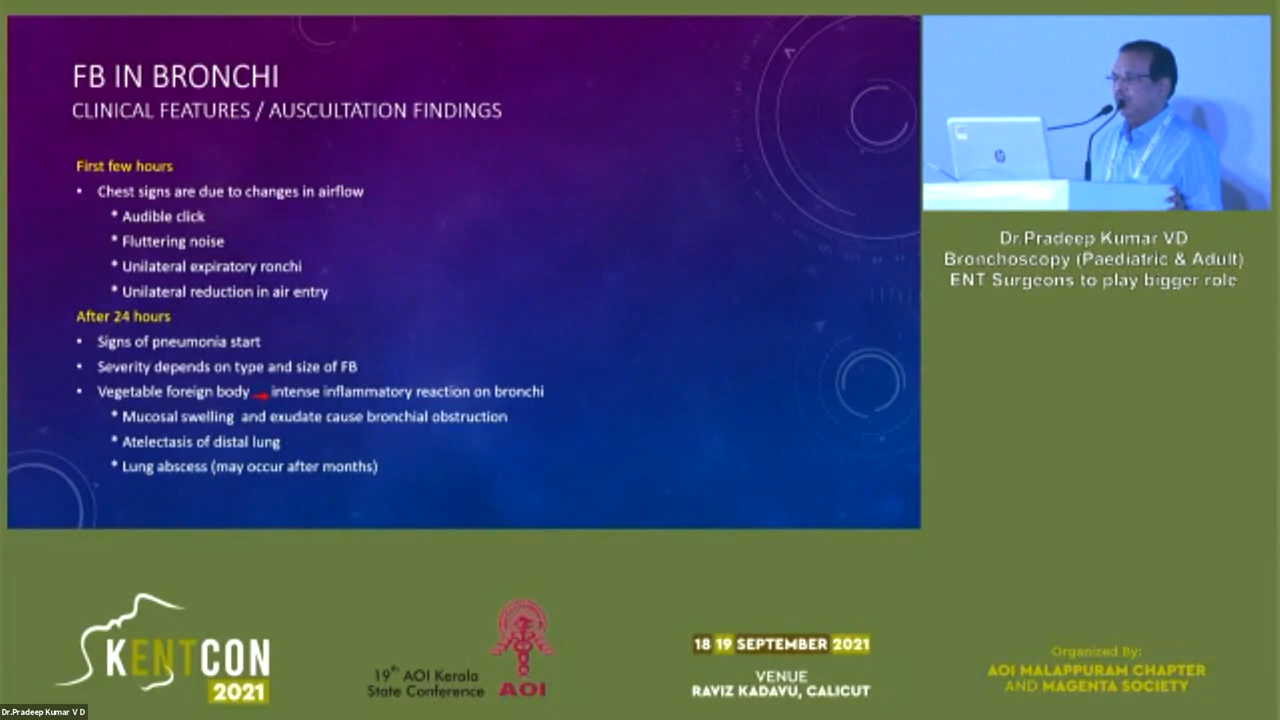 FB IN BRONCHI
CLINICAL FEATURES / AUSCULTATION FINDINGS
First few hours
• Chest signs are due to changes in airflow
* Audible click
* Fluttering noise
* Unilateral expiratory ronchi
* Unilateral reduction in air entry
After 24 hours
• Signs of pneumonia start
• Severity depends on type and size of FB
• Vegetable foreign body → intense inflammatory reaction on bronchi
* Mucosal swelling and exudate cause bronchial obstruction
* Atelectasis of distal lung
* Lung abscess (may occur after months)
hp
Dr.Pradeep Kumar VD
Bronchoscopy (Paediatric & Adult)
ENT Surgeons to play bigger role
KENTCON
2021
19th AOI Kerala
State Conference
AOI
18 19 SEPTEMBER 2021
VENUE
RAVIZ KADAVU, CALICUT
Organized By:
AOI MALAPPURAM CHAPTER
AND MAGENTA SOCIETY
Dr.Pradeep Kumar V D